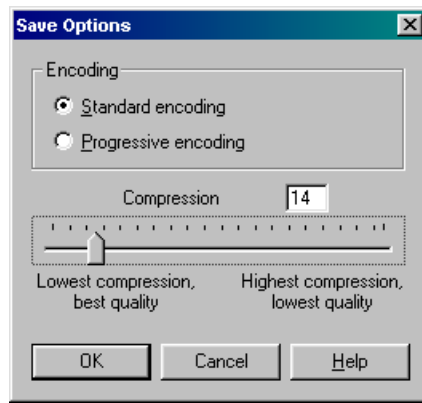 Save Options
Encoding
Standard encoding
Progressive encoding
Compression 14
Lowest compression, Highest compression,
best quality lowest quality
OK Cancel Help